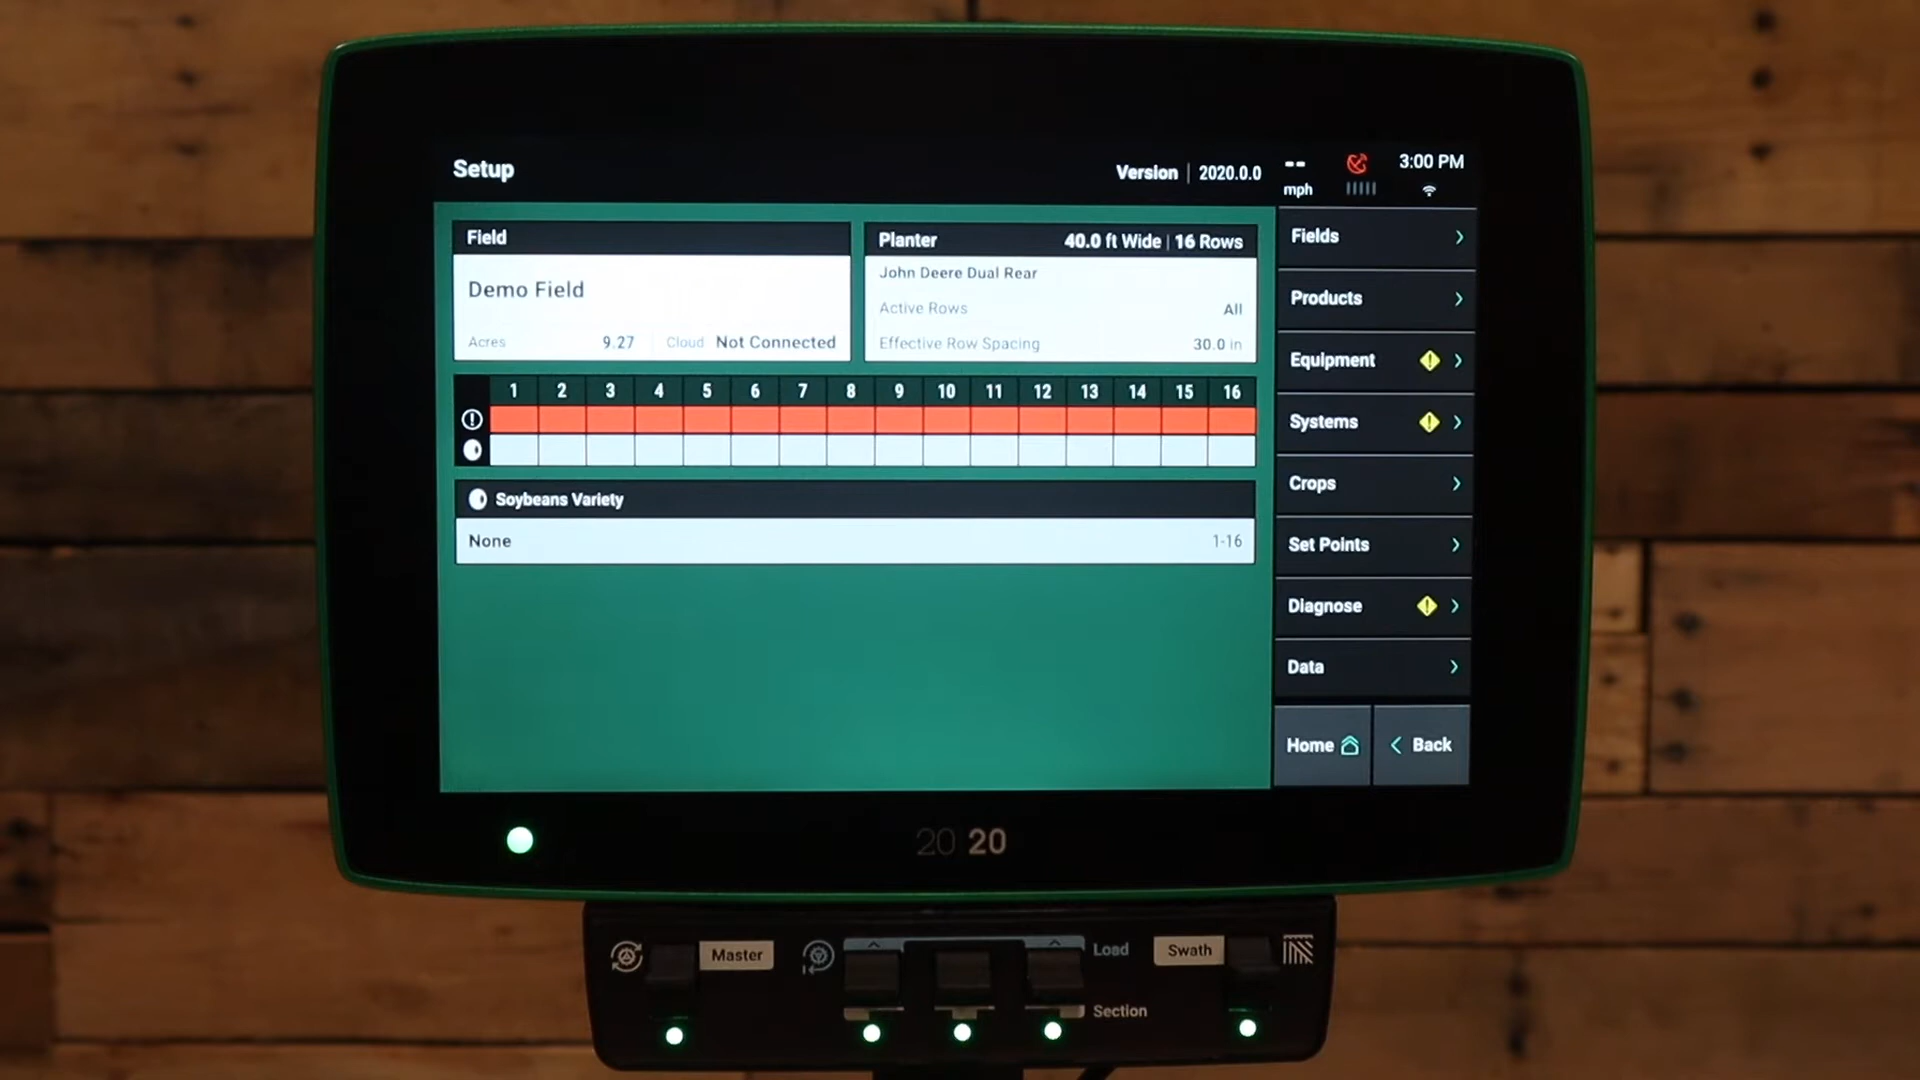 Setup
Version | 2020.0.0
--
mph
3:00 PM
Field
Demo Field
Acres 9.27 Cloud Not Connected
Planter 40.0 ft Wide | 16 Rows
John Deere Dual Rear
Active Rows All
Effective Row Spacing 30.0 in
1 2 3 4 5 6 7 8 9 10 11 12 13 14 15 16
Soybeans Variety
None 1-16
Fields
Products
Equipment
Systems
Crops
Set Points
Diagnose
Data
Home
Back
20 20
Master
Load
Section
Swath